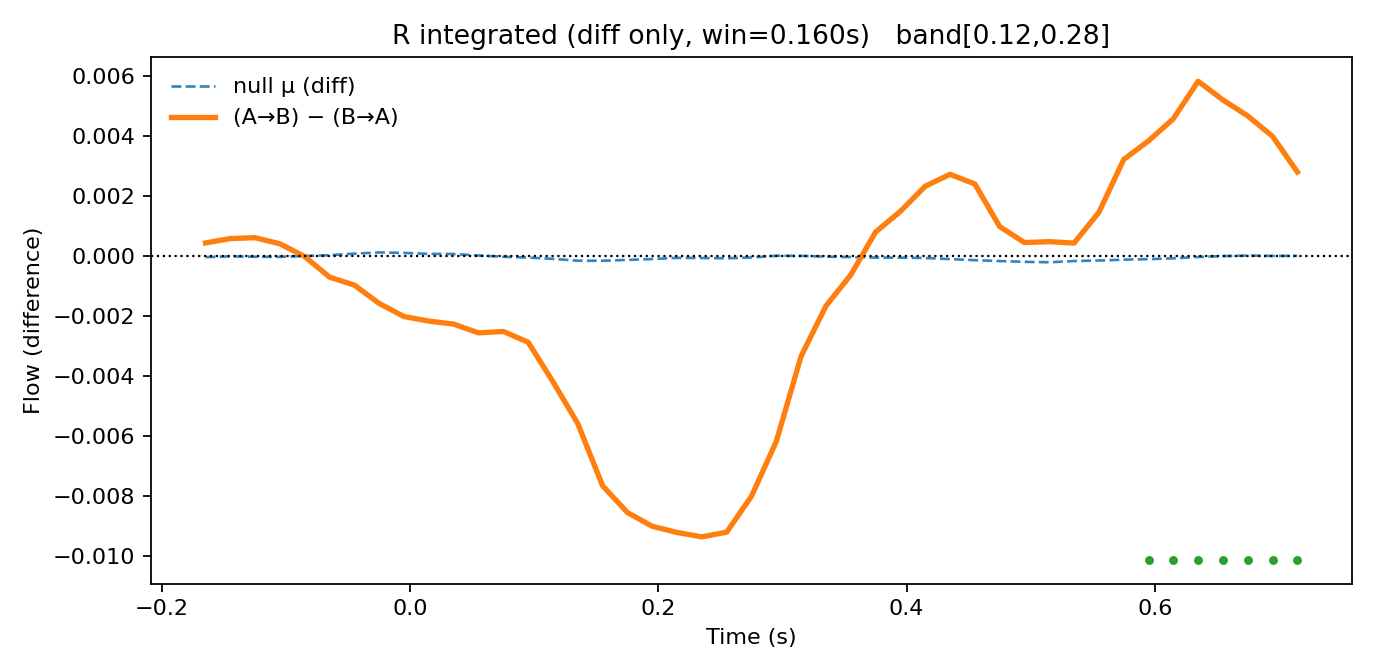 R integrated (diff only, win=0.160s)   band[0.12,0.28]
null μ (diff)
(A→B) − (B→A)
Flow (difference)
0.006
0.004
0.002
0.000
−0.002
−0.004
−0.006
−0.008
−0.010
−0.2
0.0
0.2
0.4
0.6
Time (s)